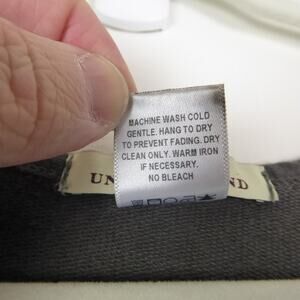 MACHINE WASH COLD
GENTLE. HANG TO DRY
TO PREVENT FADING. DRY
CLEAN ONLY. WARM IRON
IF NECESSARY.
NO BLEACH